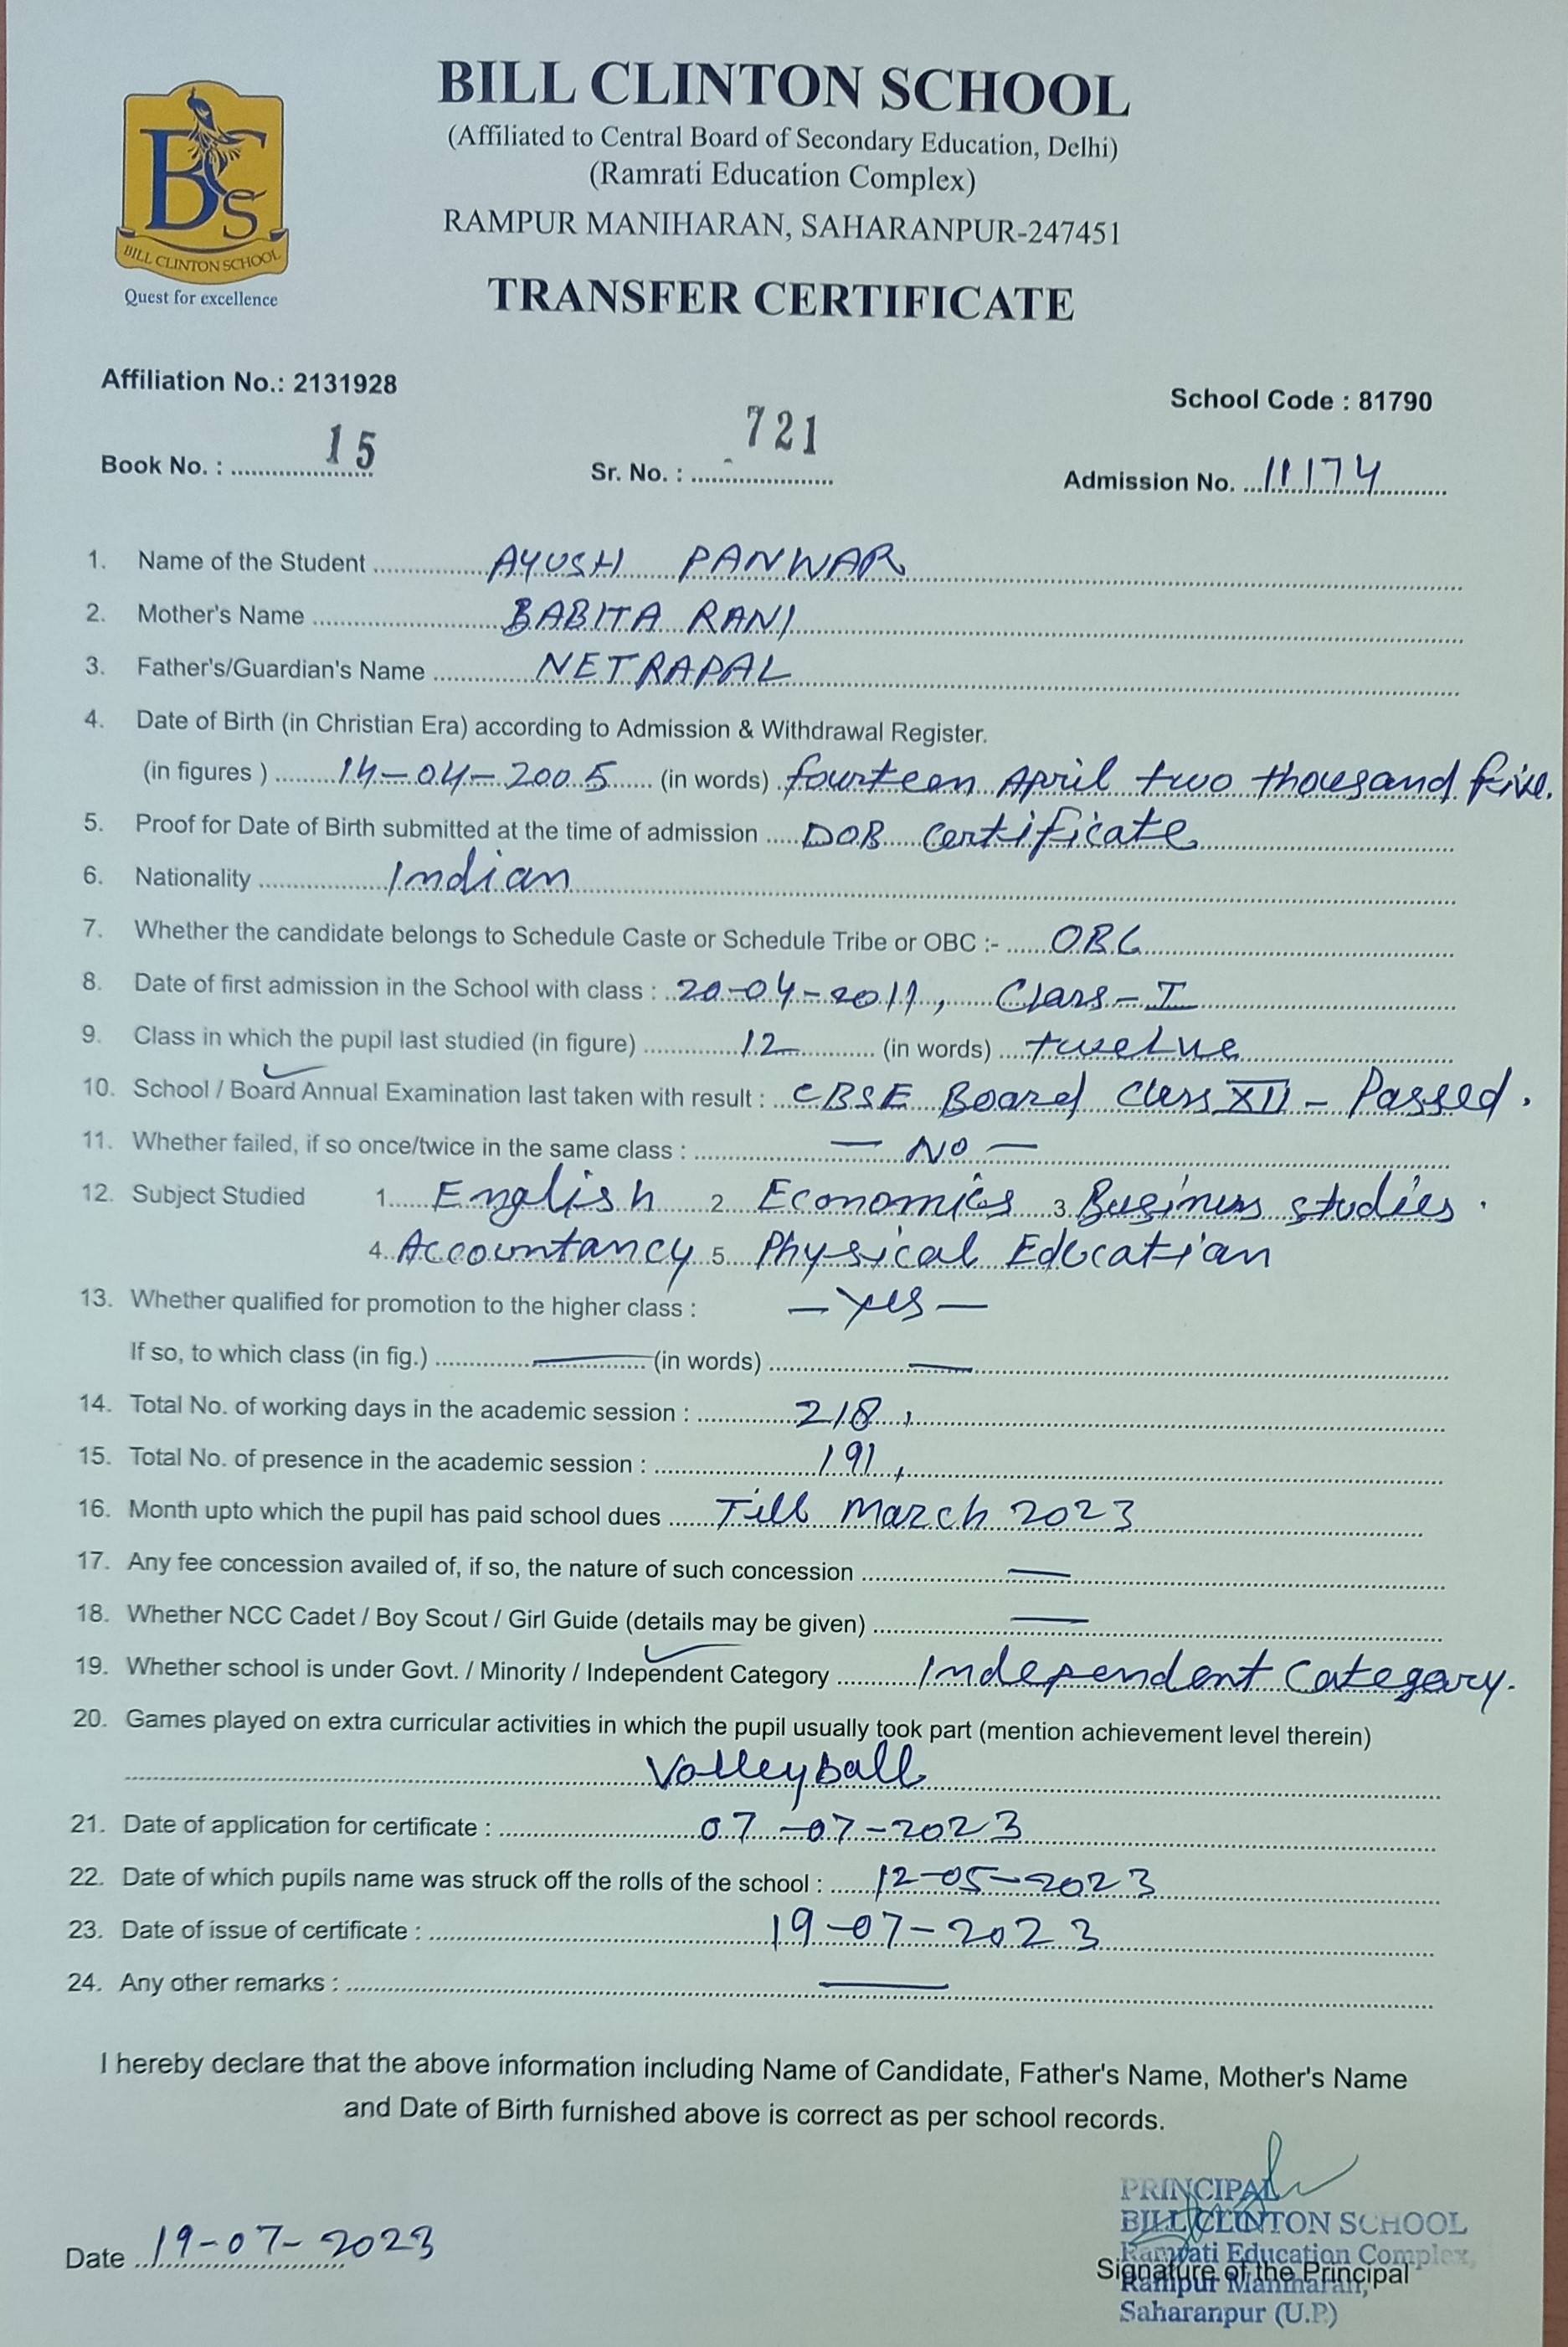 BILL CLINTON SCHOOL
(Affiliated to Central Board of Secondary Education, Delhi)
(Ramrati Education Complex)
RAMPUR MANIHARAN, SAHARANPUR-247451
BCS
BILL CLINTON SCHOOL
Quest for excellence
TRANSFER CERTIFICATE
Affiliation No.: 2131928 School Code : 81790
Book No. : 15 Sr. No. : 721 Admission No. 11174
1. Name of the Student AYUSH PANWAR
2. Mother's Name BABITA RANI
3. Father's/Guardian's Name NETRAPAL
4. Date of Birth (in Christian Era) according to Admission & Withdrawal Register.
(in figures ) 14-04-2005 (in words) fourteen April two thousand five.
5. Proof for Date of Birth submitted at the time of admission DOB Certificate
6. Nationality Indian
7. Whether the candidate belongs to Schedule Caste or Schedule Tribe or OBC :- OBC
8. Date of first admission in the School with class : 20-04-2011, Class-I
9. Class in which the pupil last studied (in figure) 12 (in words) twelve
10. School / Board Annual Examination last taken with result : CBSE Board Class XII - Passed.
11. Whether failed, if so once/twice in the same class : — NO —
12. Subject Studied 1. English 2. Economics 3. Business studies.
4. Accountancy 5. Physical Education
13. Whether qualified for promotion to the higher class : — Yes —
If so, to which class (in fig.) — (in words) —
14. Total No. of working days in the academic session : 218,
15. Total No. of presence in the academic session : 191,
16. Month upto which the pupil has paid school dues Till March 2023
17. Any fee concession availed of, if so, the nature of such concession —
18. Whether NCC Cadet / Boy Scout / Girl Guide (details may be given) —
19. Whether school is under Govt. / Minority / Independent Category Independent Categary.
20. Games played on extra curricular activities in which the pupil usually took part (mention achievement level therein)
Volleyball
21. Date of application for certificate : 07-07-2023
22. Date of which pupils name was struck off the rolls of the school : 12-05-2023
23. Date of issue of certificate : 19-07-2023
24. Any other remarks : —
I hereby declare that the above information including Name of Candidate, Father's Name, Mother's Name
and Date of Birth furnished above is correct as per school records.
PRINCIPAL
BILL CLINTON SCHOOL
Ramrati Education Complex,
Date 19-07-2023 Signature of the Principal
Rampur Maniharan,
Saharanpur (U.P.)